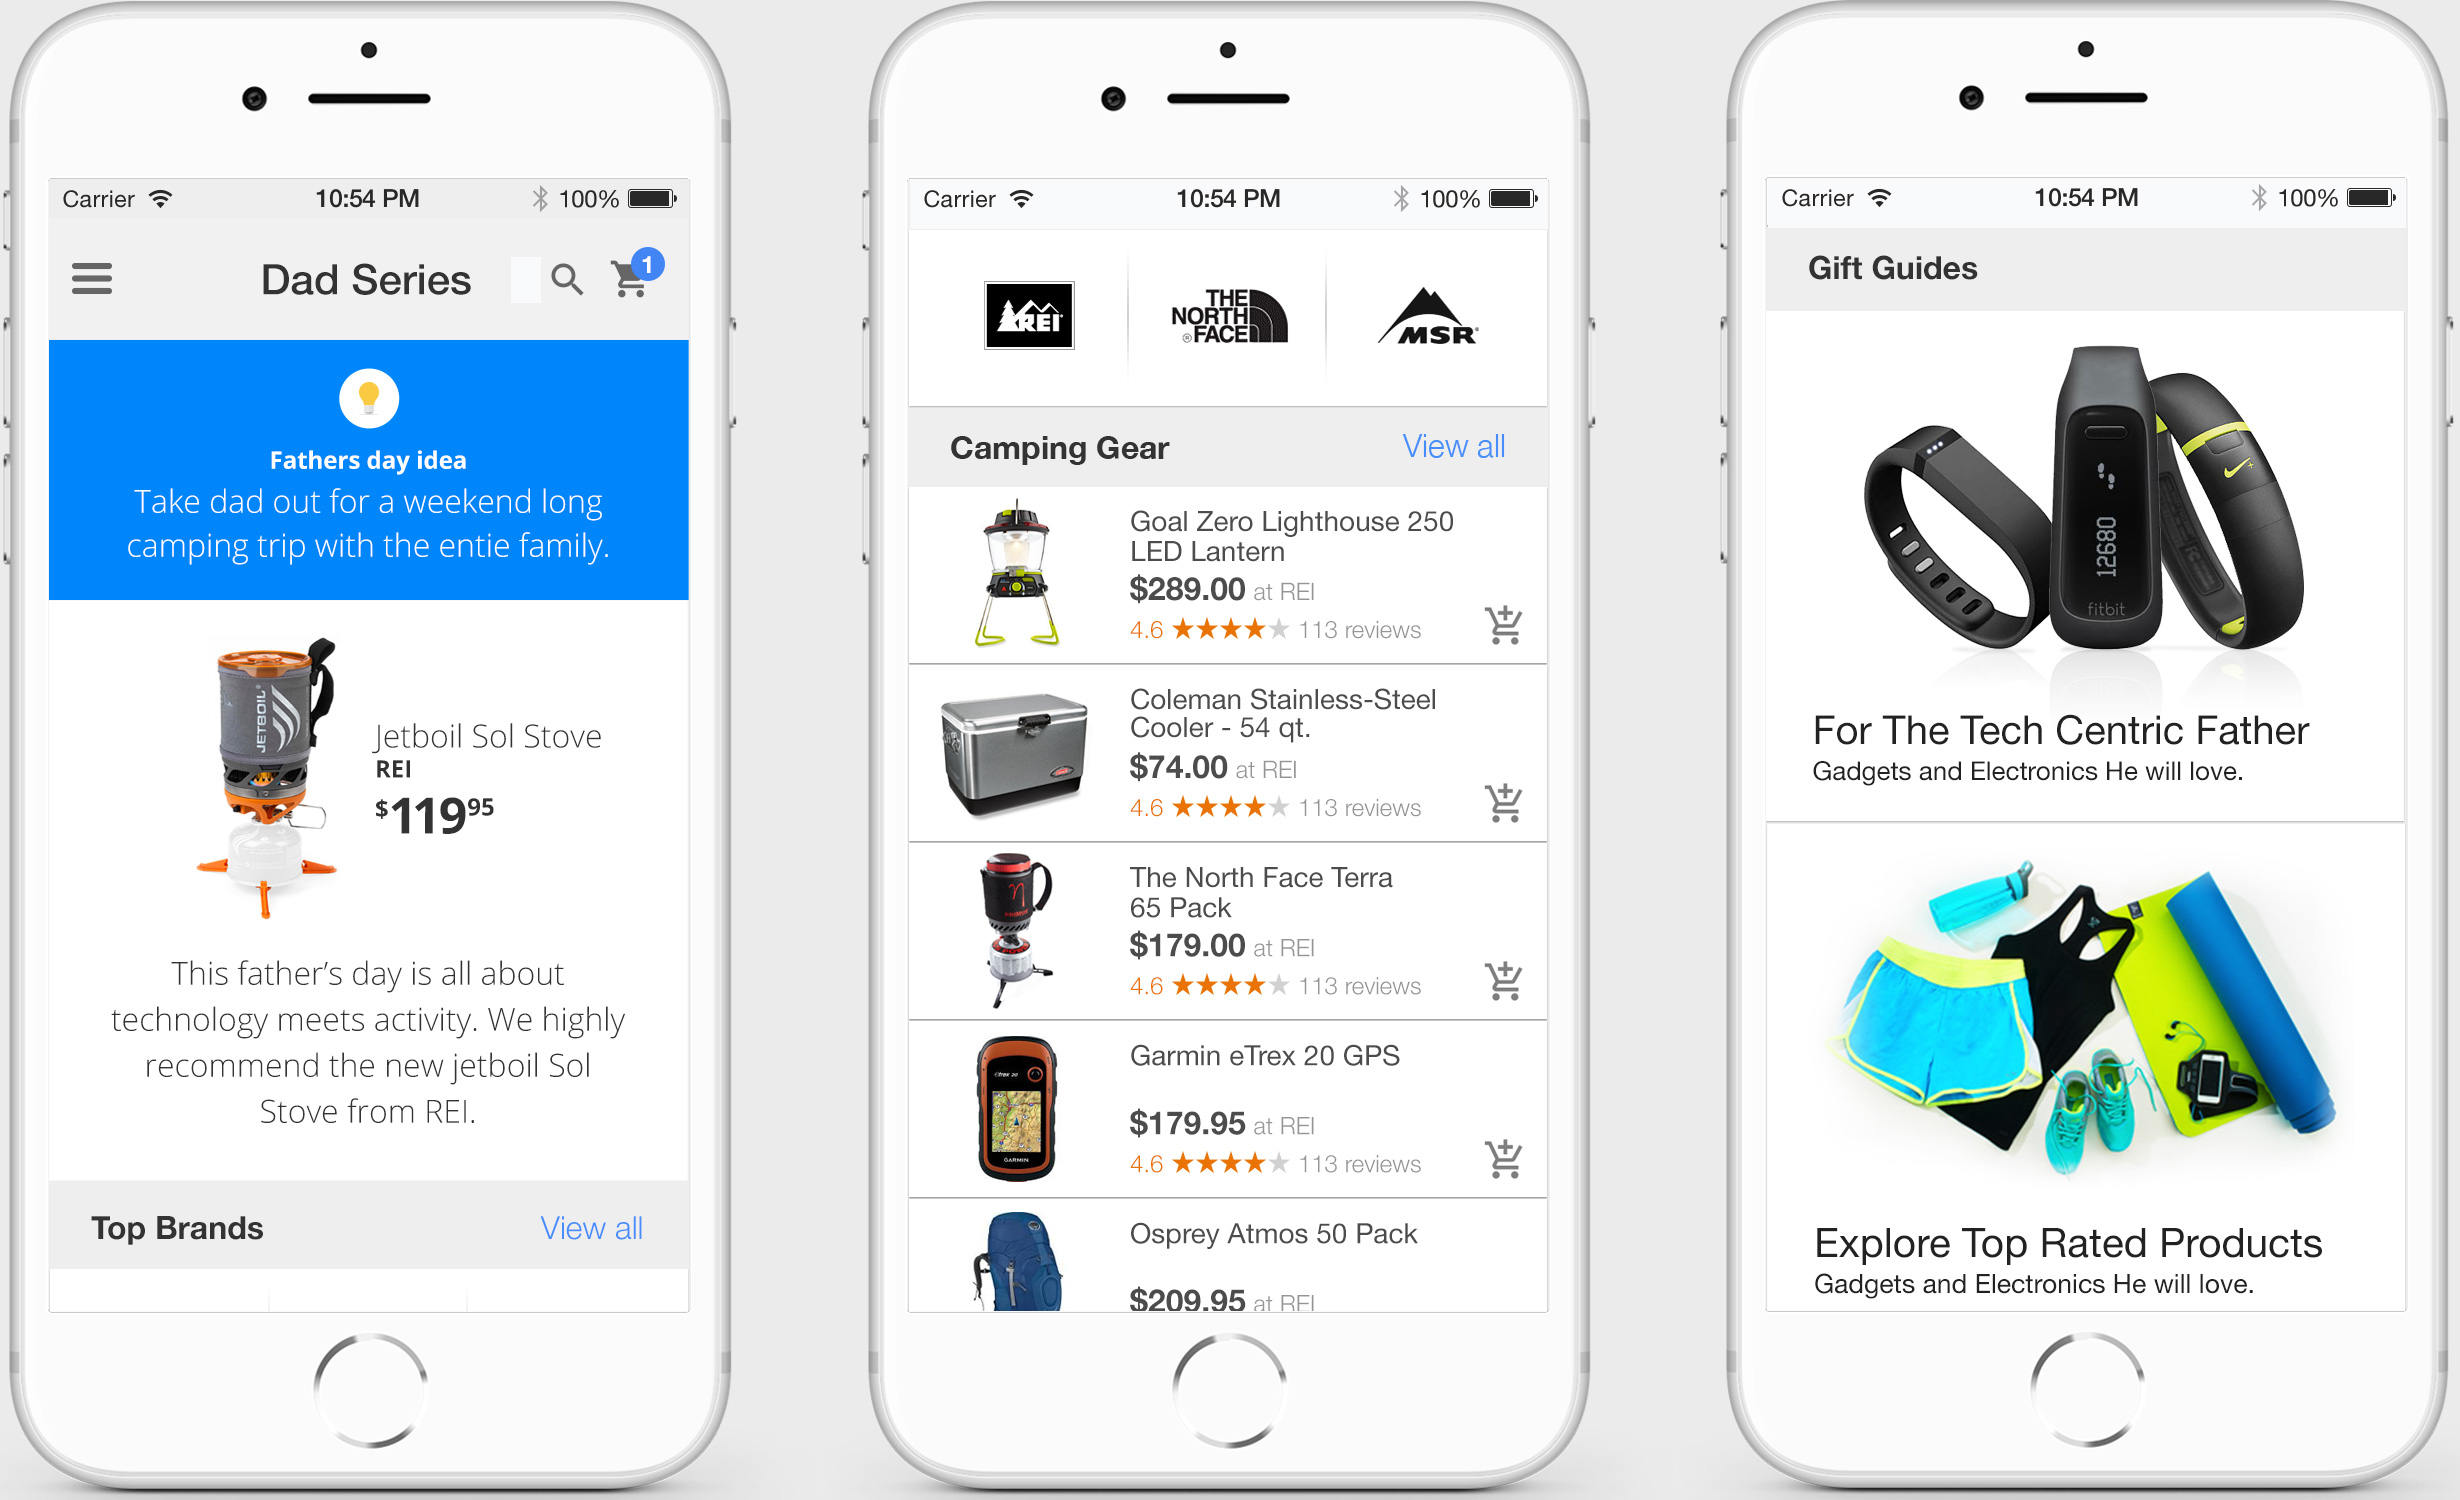 Carrier 10:54 PM 100%
Dad Series 1
Fathers day idea
Take dad out for a weekend long
camping trip with the entie family.
JETBOIL
Jetboil Sol Stove
REI
$119 95
This father's day is all about
technology meets activity. We highly
recommend the new jetboil Sol
Stove from REI.
Top Brands View all
Carrier 10:54 PM 100%
REI
THE
NORTH
FACE
MSR
Camping Gear View all
Goal Zero Lighthouse 250
LED Lantern
$289.00 at REI
4.6 ★★★★★ 113 reviews
Coleman Stainless-Steel
Cooler - 54 qt.
$74.00 at REI
4.6 ★★★★★ 113 reviews
The North Face Terra
65 Pack
$179.00 at REI
4.6 ★★★★★ 113 reviews
eTrex 20
GARMIN
Garmin eTrex 20 GPS
$179.95 at REI
4.6 ★★★★★ 113 reviews
Osprey Atmos 50 Pack
$209.95 at REI
Carrier 10:54 PM 100%
Gift Guides
12680
fitbit
For The Tech Centric Father
Gadgets and Electronics He will love.
Explore Top Rated Products
Gadgets and Electronics He will love.